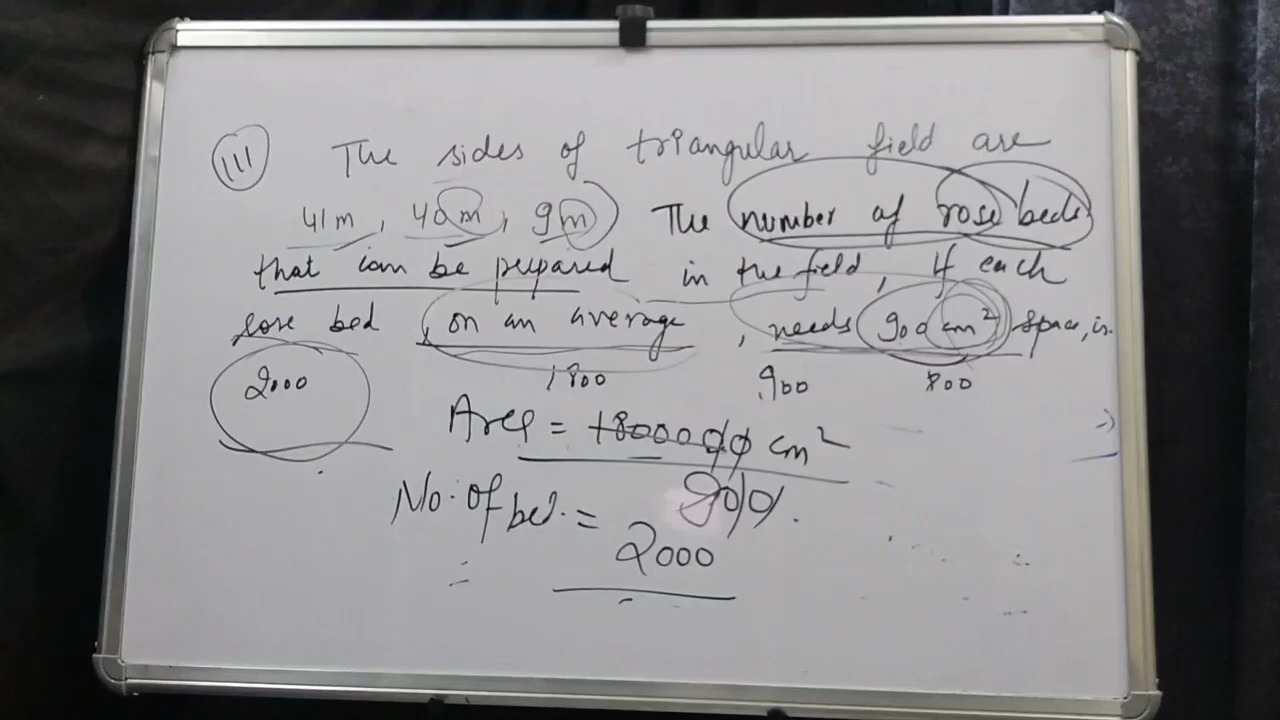 111 The sides of triangular field are
41m, 40m, 9m) The number of rose beds
that can be prepared in the field, if each
rose bed, on an average, needs 900 cm² space, is
2000 1800 900 800
Area = 1800000 cm²
No. of bed. = 900
2000